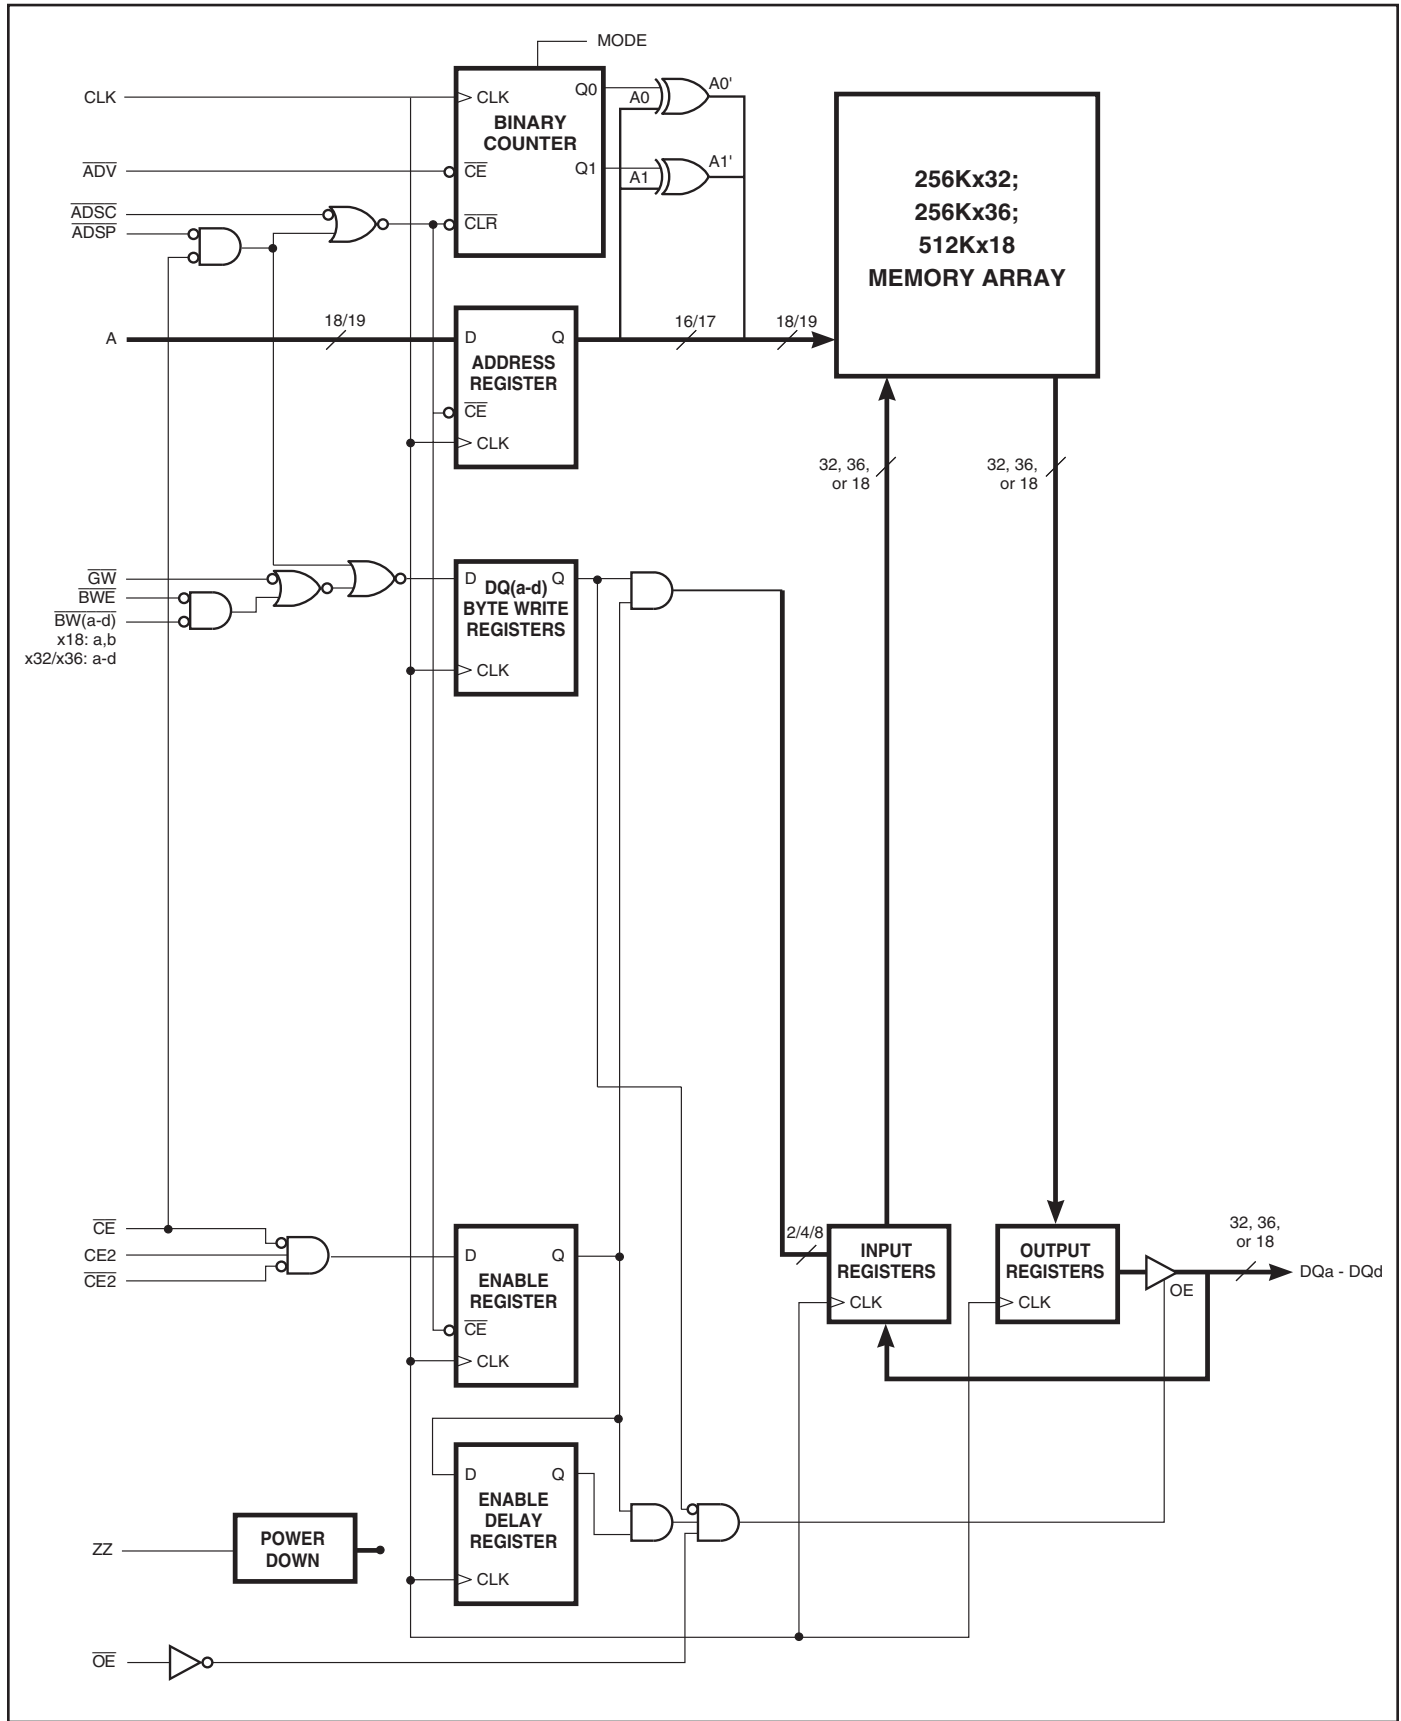 MODE
CLK
CLK
Q0
A0
A0'
BINARY
COUNTER
ADV
CE
Q1
A1
A1'
ADSC
ADSP
CLR
256Kx32;
256Kx36;
512Kx18
MEMORY ARRAY
A
18/19
D
Q
16/17
18/19
ADDRESS
REGISTER
CE
CLK
32, 36,
or 18
32, 36,
or 18
GW
BWE
BW(a-d)
x18: a,b
x32/x36: a-d
D
Q
DQ(a-d)
BYTE WRITE
REGISTERS
CLK
CE
CE2
CE2
D
Q
ENABLE
REGISTER
CE
CLK
2/4/8
INPUT
REGISTERS
CLK
OUTPUT
REGISTERS
CLK
OE
32, 36,
or 18
DQa - DQd
D
Q
ENABLE
DELAY
REGISTER
CLK
ZZ
POWER
DOWN
OE